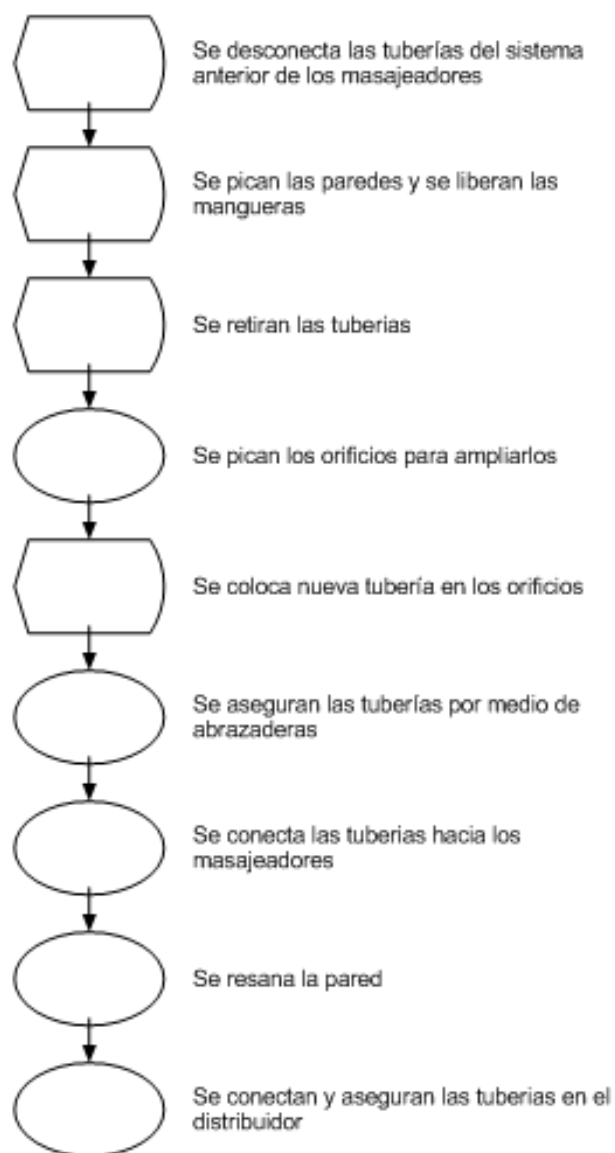 Se desconecta las tuberías del sistema
anterior de los masajeadores
Se pican las paredes y se liberan las
mangueras
Se retiran las tuberias
Se pican los orificios para ampliarlos
Se coloca nueva tubería en los orificios
Se aseguran las tuberías por medio de
abrazaderas
Se conecta las tuberias hacia los
masajeadores
Se resana la pared
Se conectan y aseguran las tuberias en el
distribuidor